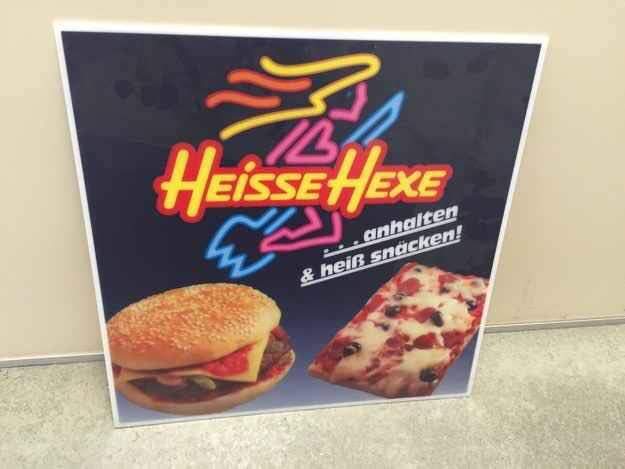 HEISSE HEXE
...anhalten
& heiß snäcken!